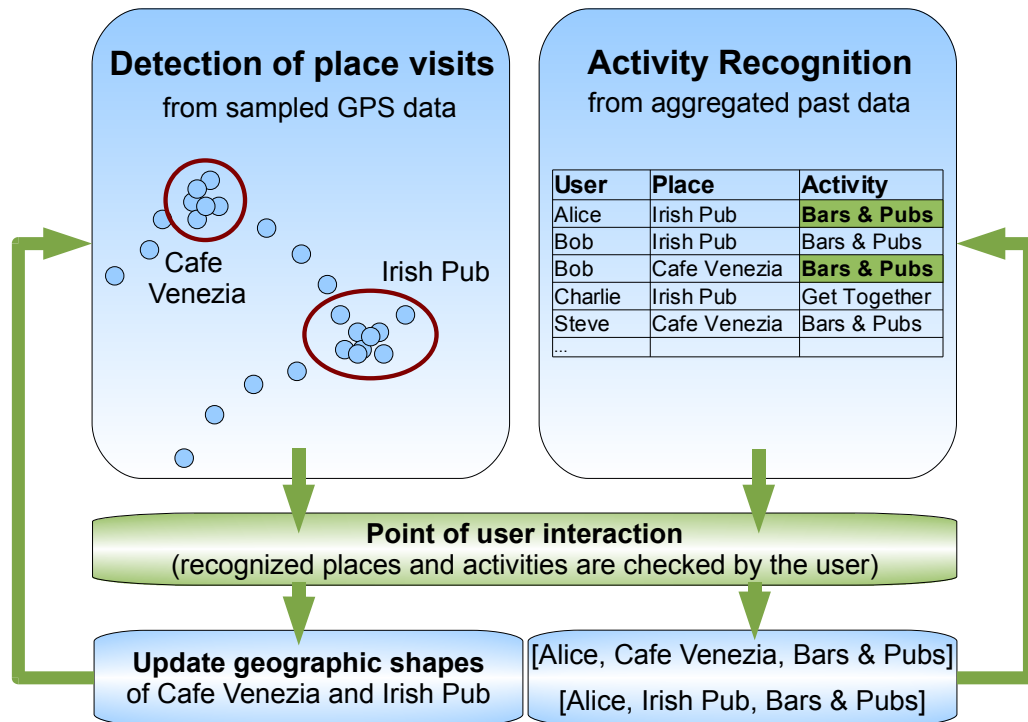 Detection of place visits
from sampled GPS data
Cafe
Venezia
Irish Pub
Activity Recognition
from aggregated past data
User Place Activity
Alice Irish Pub Bars & Pubs
Bob Irish Pub Bars & Pubs
Bob Cafe Venezia Bars & Pubs
Charlie Irish Pub Get Together
Steve Cafe Venezia Bars & Pubs
...
Point of user interaction
(recognized places and activities are checked by the user)
Update geographic shapes
of Cafe Venezia and Irish Pub
[Alice, Cafe Venezia, Bars & Pubs]
[Alice, Irish Pub, Bars & Pubs]